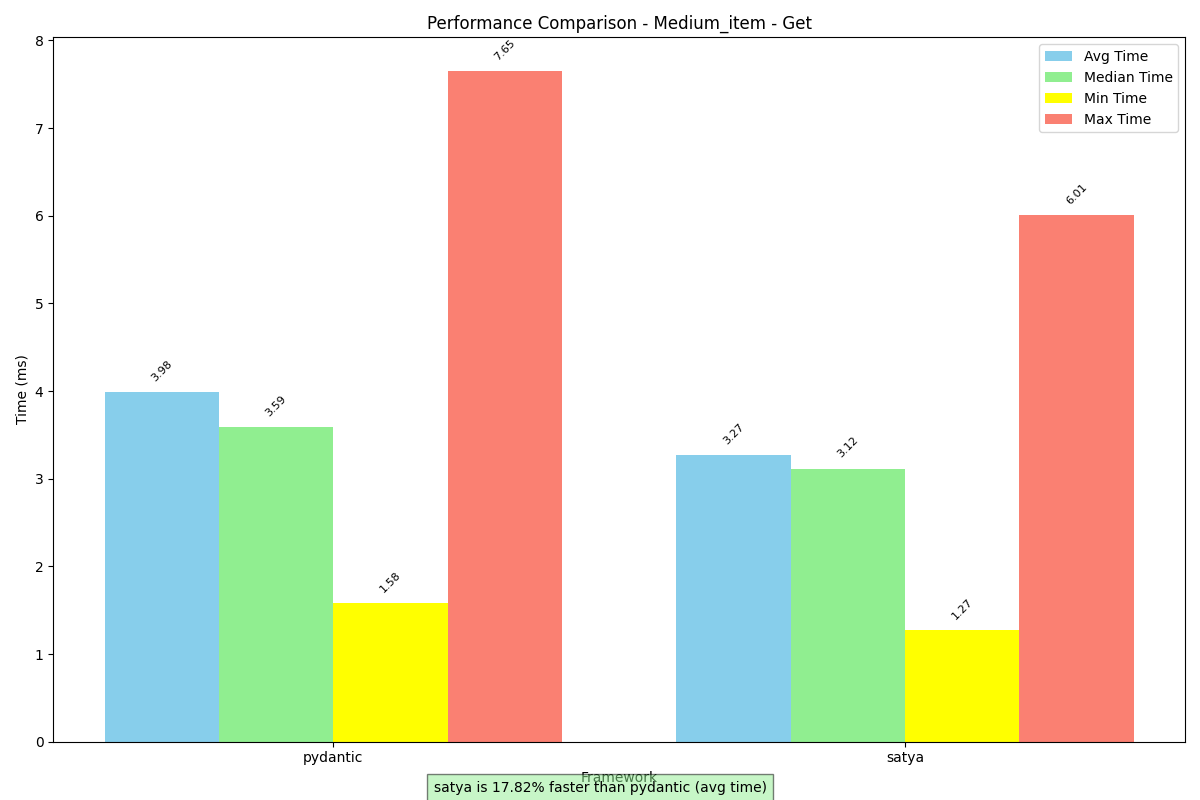 Performance Comparison - Medium_item - Get
Avg Time
Median Time
Min Time
Max Time
Time (ms)
8
7
6
5
4
3
2
1
0
3.98
3.59
1.58
7.65
3.27
3.12
1.27
6.01
pydantic
satya
Framework
satya is 17.82% faster than pydantic (avg time)